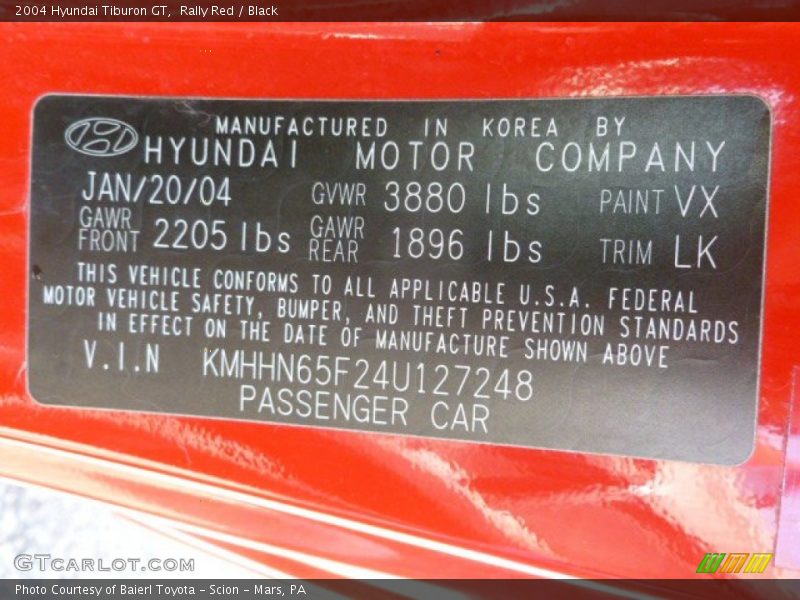 2004 Hyundai Tiburon GT,  Rally Red / Black
MANUFACTURED IN KOREA BY
HYUNDAI MOTOR COMPANY
JAN/20/04 GVWR 3880 lbs PAINT VX
GAWR FRONT 2205 lbs GAWR REAR 1896 lbs TRIM LK
THIS VEHICLE CONFORMS TO ALL APPLICABLE U.S.A. FEDERAL
MOTOR VEHICLE SAFETY, BUMPER, AND THEFT PREVENTION STANDARDS
IN EFFECT ON THE DATE OF MANUFACTURE SHOWN ABOVE
V.I.N KMHHN65F24U127248
PASSENGER CAR
GTCARLOT.COM
Photo Courtesy of Baierl Toyota - Scion - Mars, PA